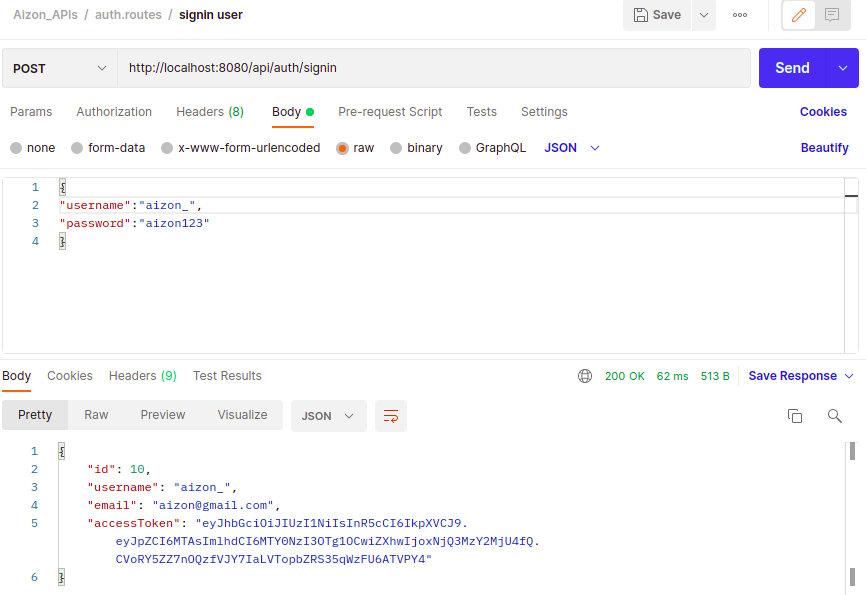 Aizon_APIs / auth.routes / signin user
Save
POST http://localhost:8080/api/auth/signin Send
Params Authorization Headers (8) Body Pre-request Script Tests Settings Cookies
none form-data x-www-form-urlencoded raw binary GraphQL JSON Beautify
1 {
2 "username":"aizon_",
3 "password":"aizon123"
4 }
Body Cookies Headers (9) Test Results 200 OK 62 ms 513 B Save Response
Pretty Raw Preview Visualize JSON
1 {
2 "id": 10,
3 "username": "aizon_",
4 "email": "aizon@gmail.com",
5 "accessToken": "eyJhbGciOiJIUzI1NiIsInR5cCI6IkpXVCJ9.
eyJpZCI6MTAsImlhdCI6MTY0NzI3OTg1OCwiZXhwIjoxNjQ3MzY2MjU4fQ.
CVoRY5ZZ7nOQzfVJY7IaLVTopbZRS35qWzFU6ATVPY4"
6 }